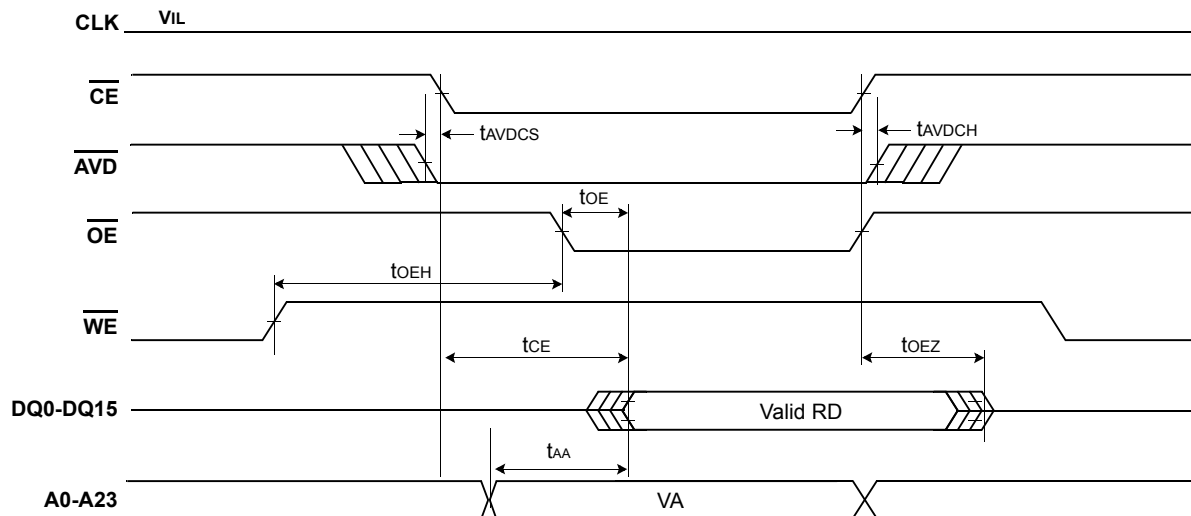 CLK VIL
CE
tAVDCS
tAVDCH
AVD
tOE
OE
tOEH
WE
tCE
tOEZ
DQ0-DQ15
Valid RD
tAA
A0-A23
VA